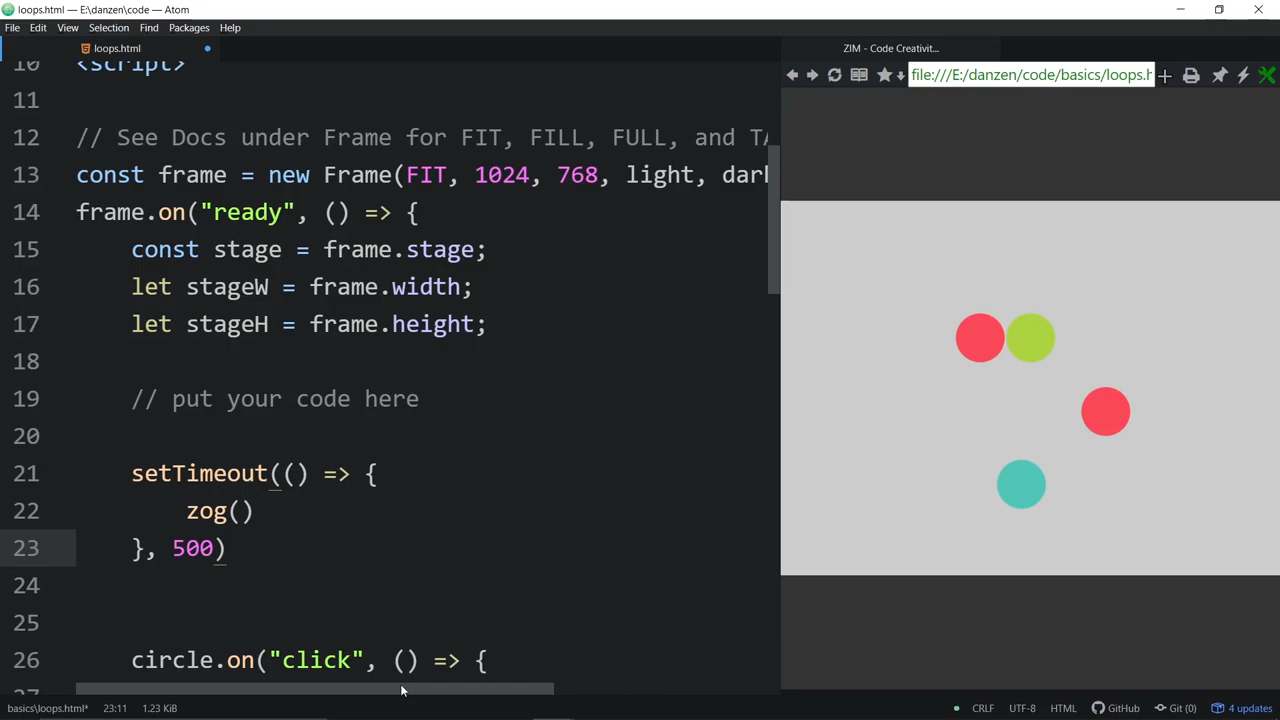 loops.html — E:\danzen\code — Atom
File Edit View Selection Find Packages Help
loops.html
ZIM - Code Creativit...
file:///E:/danzen/code/basics/loops.h
10 <script>
11
12 // See Docs under Frame for FIT, FILL, FULL, and TA
13 const frame = new Frame(FIT, 1024, 768, light, dark
14 frame.on("ready", () => {
15 const stage = frame.stage;
16 let stageW = frame.width;
17 let stageH = frame.height;
18
19 // put your code here
20
21 setTimeout(() => {
22 zog()
23 }, 500)
24
25
26 circle.on("click", () => {
27
basics\loops.html* 23:11 1.23 KiB CRLF UTF-8 HTML GitHub Git (0) 4 updates